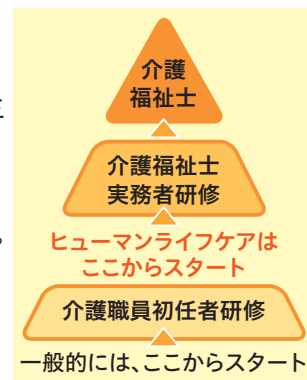 介護
福祉士
介護福祉士
実務者研修
ヒューマンライフケアは
ここからスタート
介護職員初任者研修
一般的には、ここからスタート